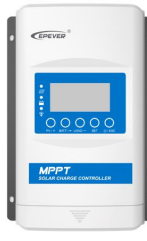 EPEVER
MPPT
SOLAR CHARGE CONTROLLER